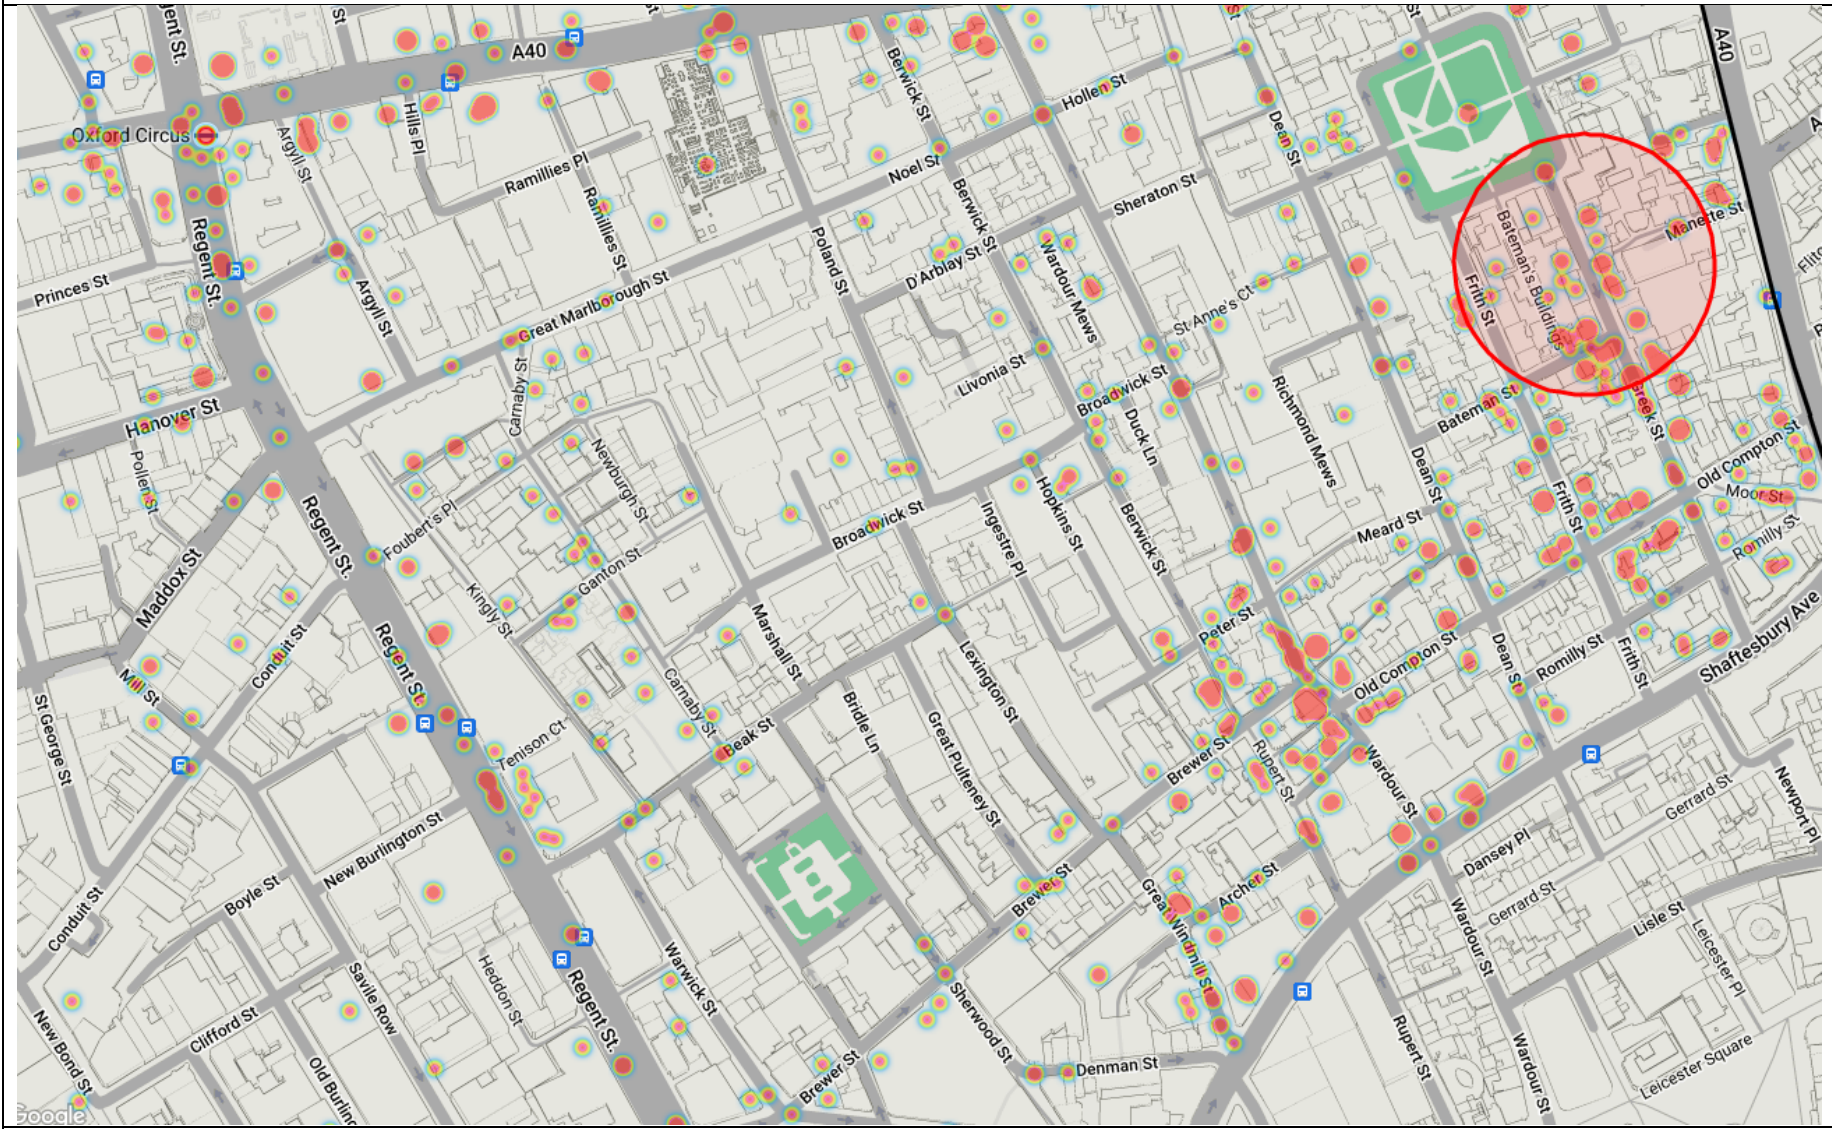 gent St.
St
St
St
St
A40
A40
Oxford Circus
Hills Pl
Argyll St
Berwick St
Hollen St
Dean St
Ramillies Pl
Noel St
Ramillies St
Berwick St
Sheraton St
Regent St.
Princes St
Argyll St
Great Marlborough St
Poland St
D'Arblay St
Wardour Mews
St Anne's Ct
Frith St
Bateman's Buildings
Manette St
Carnaby St
Livonia St
Broadwick St
Duck Ln
Richmond Mews
Bateman St
Greek St
Hanover St
Pollen St
Newburgh St
Foubert's Pl
Broadwick St
Ingestre Pl
Hopkins St
Berwick St
Dean St
Meard St
Frith St
Old Compton St
Moor St
Romilly St
Regent St.
Maddox St
Kingly St
Ganton St
Marshall St
Lexington St
Peter St
Old Compton St
Dean St
Romilly St
Frith St
Shaftesbury Ave
Conduit St
Regent St.
Mill St
St George St
Carnaby St
Beak St
Bridle Ln
Great Pulteney St
Tenison Ct
Brewer St
Rupert St
Wardour St
Gerrard St
Newport Pl
New Burlington St
Boyle St
Conduit St
Brewer St
Archer St
Great Windmill St
Dansey Pl
Gerrard St
Lisle St
Leicester Pl
Wardour St
Savile Row
Heddon St
Regent St.
Warwick St
Sherwood St
Clifford St
New Bond St
Old Burlin
Brewer St
Denman St
Rupert St
Wardour St
Leicester Square
Google